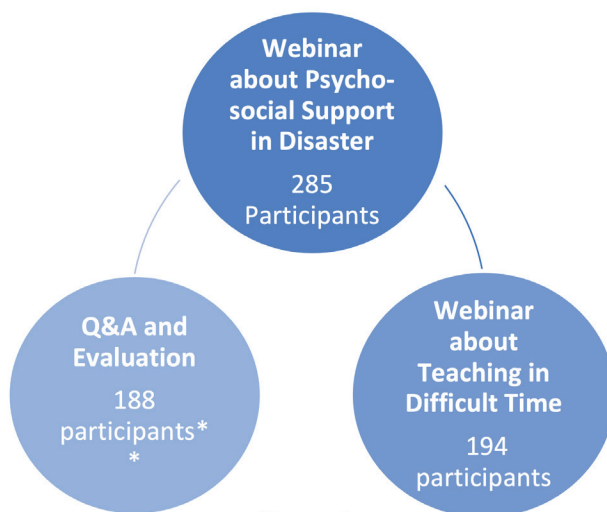 Webinar
about Psycho-
social Support
in Disaster
285
Participants
Q&A and
Evaluation
188
participants*
*
Webinar
about
Teaching in
Difficult Time
194
participants